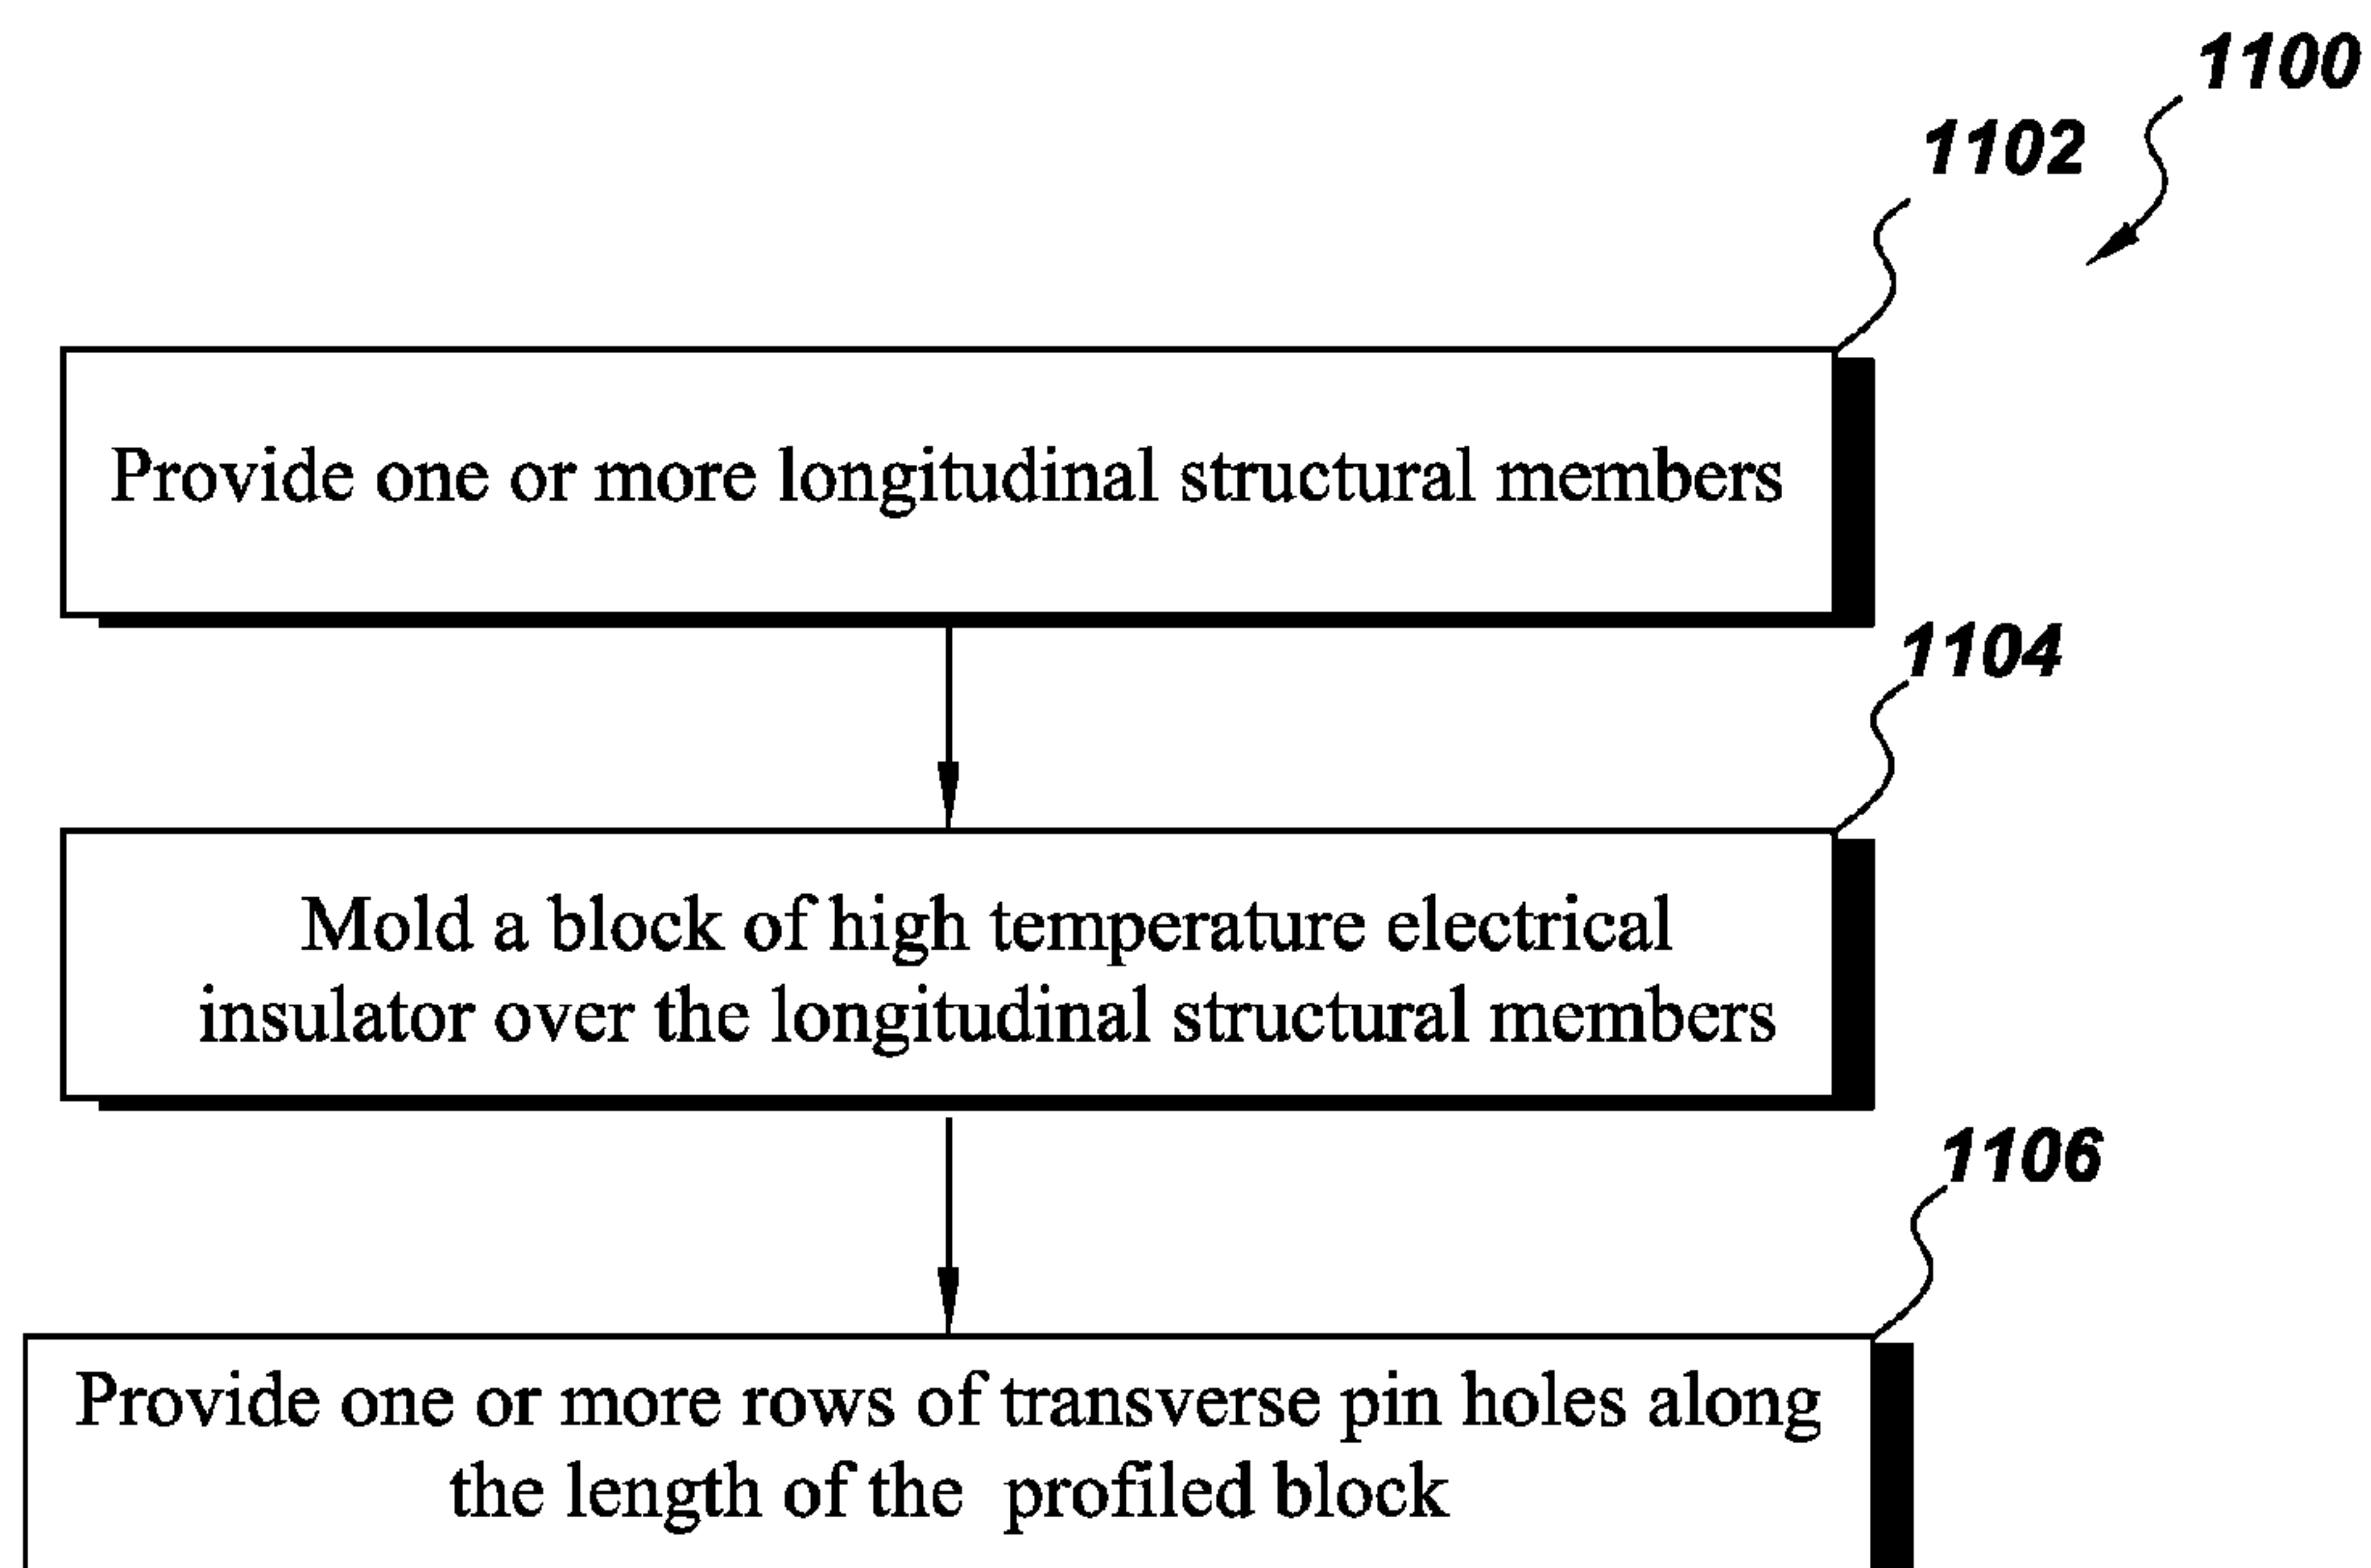 1100
1102
Provide one or more longitudinal structural members
1104
Mold a block of high temperature electrical
insulator over the longitudinal structural members
1106
Provide one or more rows of transverse pin holes along
the length of the profiled block